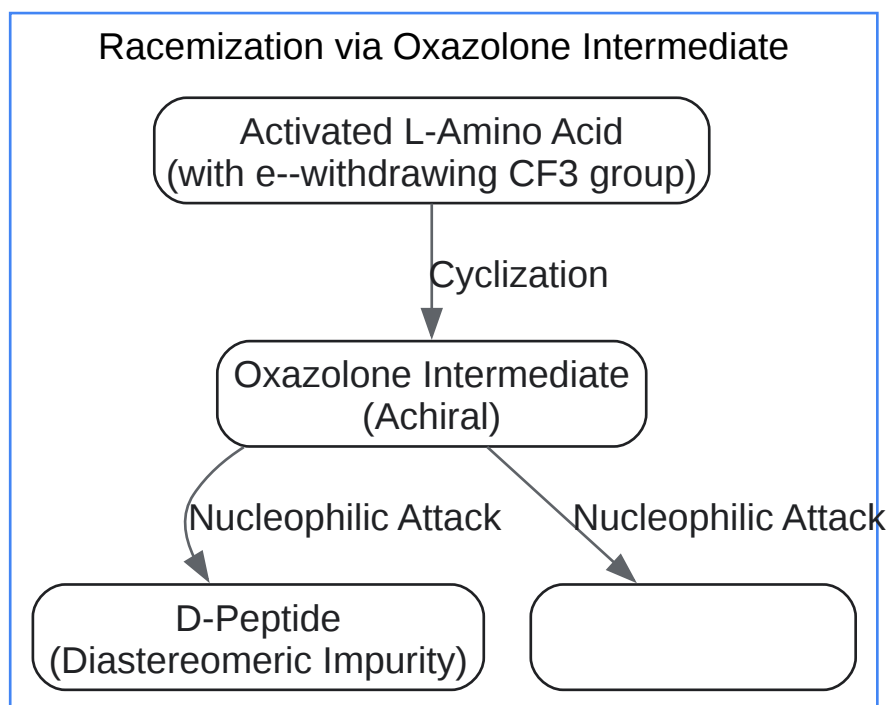 Racemization via Oxazolone Intermediate
Activated L-Amino Acid
(with e--withdrawing CF3 group)
Cyclization
Oxazolone Intermediate
(Achiral)
Nucleophilic Attack
Nucleophilic Attack
D-Peptide
(Diastereomeric Impurity)